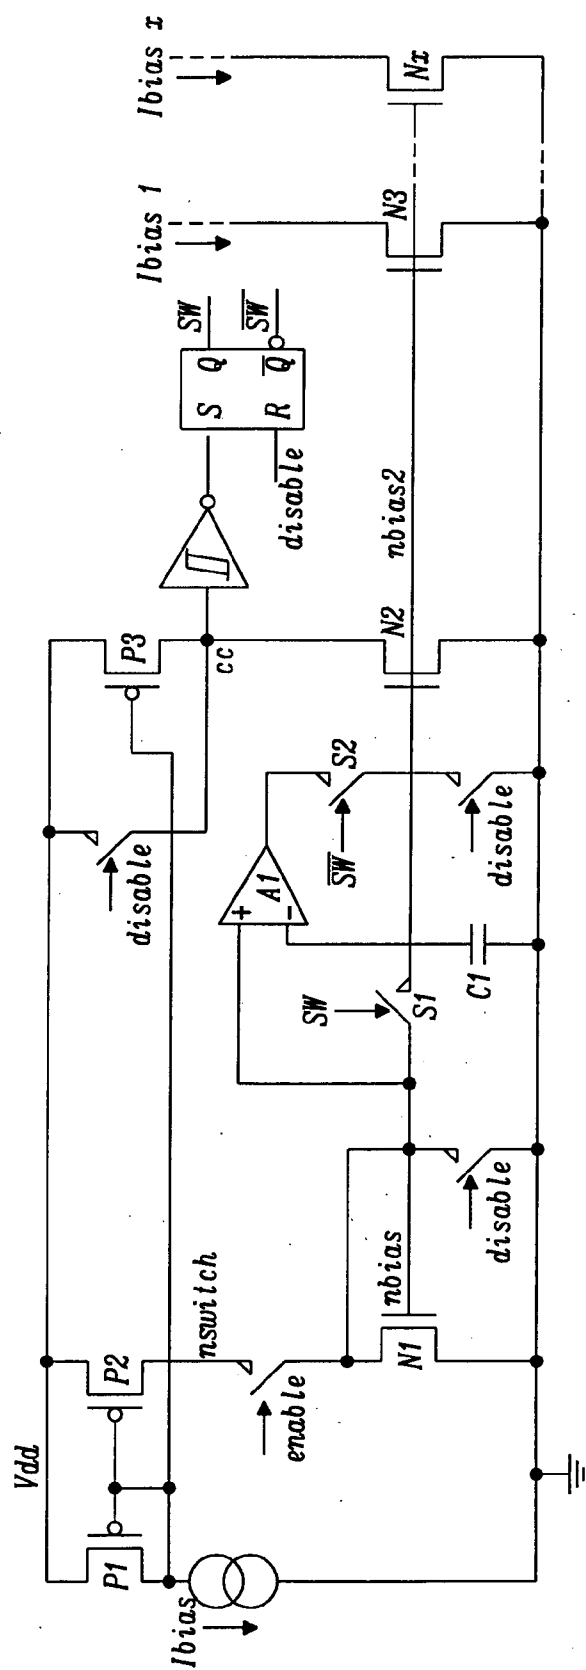 Vdd
P1
P2
Ibias
nswitch
enable
nbias
N1
disable
disable
SW
S1
C1
A1
+
-
SW
S2
disable
P3
cc
N2
nbias2
S
Q
R
Q
SW
SW
disable
N3
Nx
Ibias 1
Ibias x